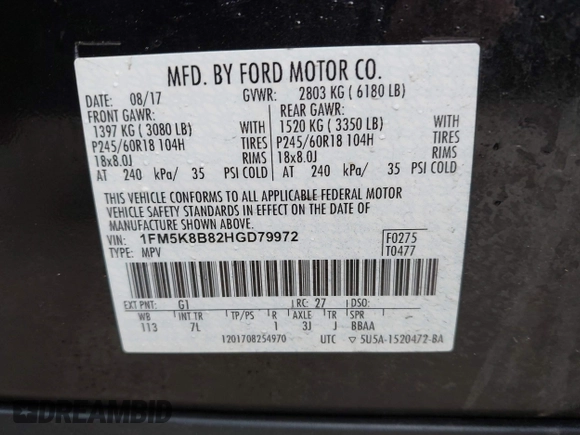 MFD. BY FORD MOTOR CO.
DATE: 08/17 GVWR: 2803 KG ( 6180 LB)
FRONT GAWR: REAR GAWR:
1397 KG ( 3080 LB) WITH 1520 KG ( 3350 LB) WITH
P245/60R18 104H TIRES P245/60R18 104H TIRES
18x8.0J RIMS 18x8.0J RIMS
AT 240 kPa/ 35 PSI COLD AT 240 kPa/ 35 PSI COLD
THIS VEHICLE CONFORMS TO ALL APPLICABLE FEDERAL MOTOR
VEHICLE SAFETY STANDARDS IN EFFECT ON THE DATE OF
MANUFACTURE SHOWN ABOVE.
VIN: 1FM5K8B82HGD79972 F0275
TYPE: MPV T0477
EXT PNT: G1 RC: 27 DSO:
WB INT TR TP/PS R AXLE TR SPR
113 7L 1 3J J BBAA
1201708254970 UTC ▽ 5U5A-1520472-BA
DREAMBID